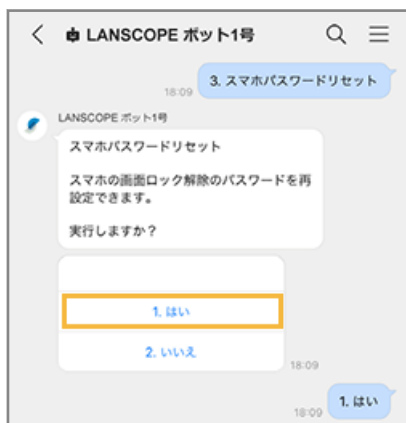 LANSCOPE ボット1号
3. スマホパスワードリセット
18:09
LANSCOPE ボット1号
スマホパスワードリセット
スマホの画面ロック解除のパスワードを再
設定できます。
実行しますか？
1. はい
2. いいえ
18:09
1. はい
18:09